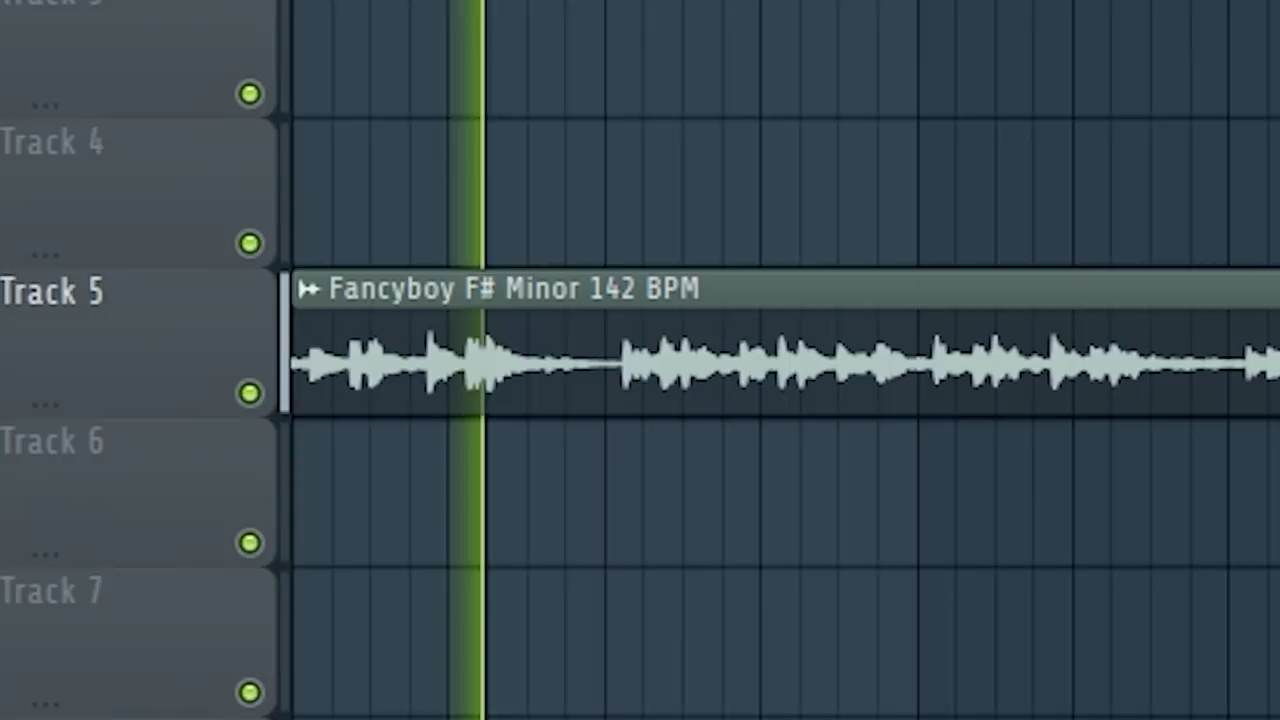 ...
Track 4
...
Track 5
Fancyboy F# Minor 142 BPM
...
Track 6
...
Track 7
...